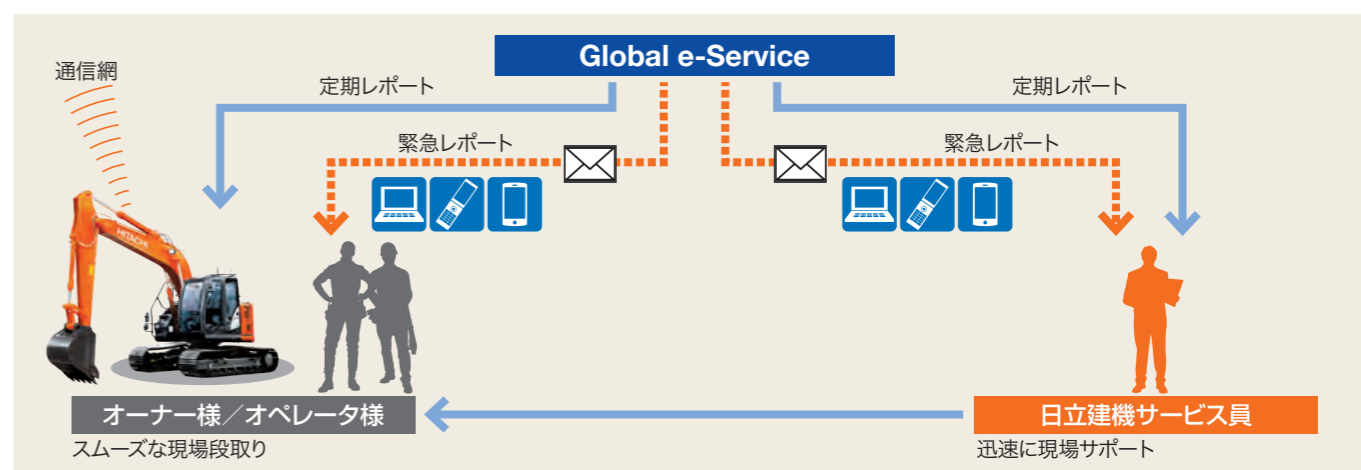 Global e-Service
通信網
定期レポート
定期レポート
緊急レポート
緊急レポート
HITACHI
オーナー様／オペレータ様
日立建機サービス員
スムーズな現場段取り
迅速に現場サポート